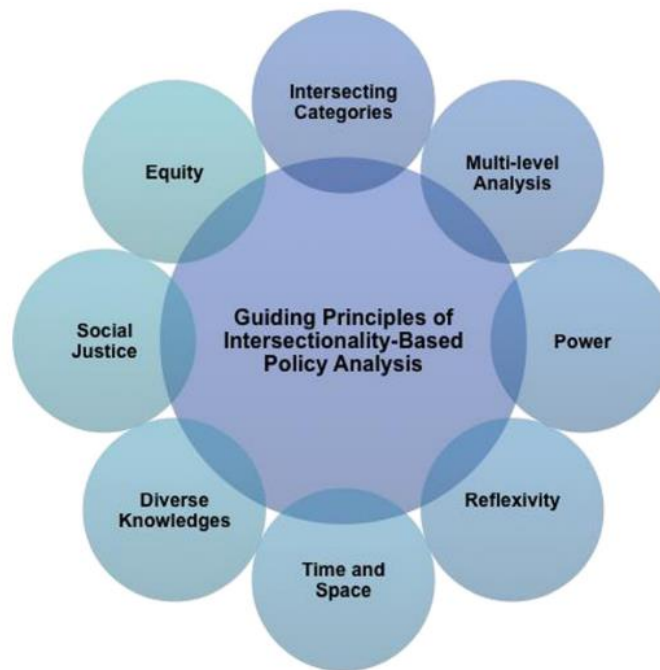 Intersecting
Categories
Multi-level
Analysis
Power
Reflexivity
Time and
Space
Diverse
Knowledges
Social
Justice
Equity
Guiding Principles of
Intersectionality-Based
Policy Analysis